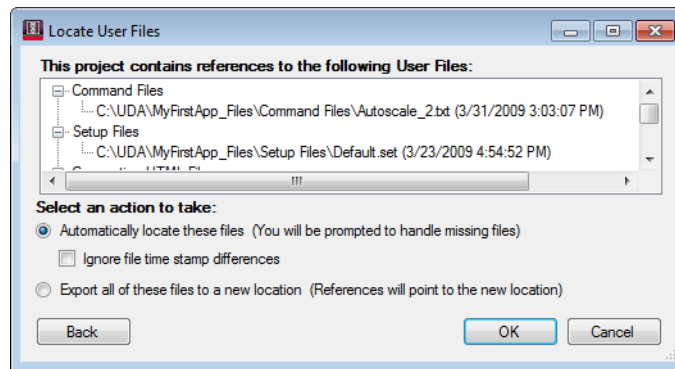 Locate User Files
This project contains references to the following User Files:
Command Files
C:\UDA\MyFirstApp_Files\Command Files\Autoscale_2.txt (3/31/2009 3:03:07 PM)
Setup Files
C:\UDA\MyFirstApp_Files\Setup Files\Default.set (3/23/2009 4:54:52 PM)
Select an action to take:
Automatically locate these files (You will be prompted to handle missing files)
Ignore file time stamp differences
Export all of these files to a new location (References will point to the new location)
Back OK Cancel